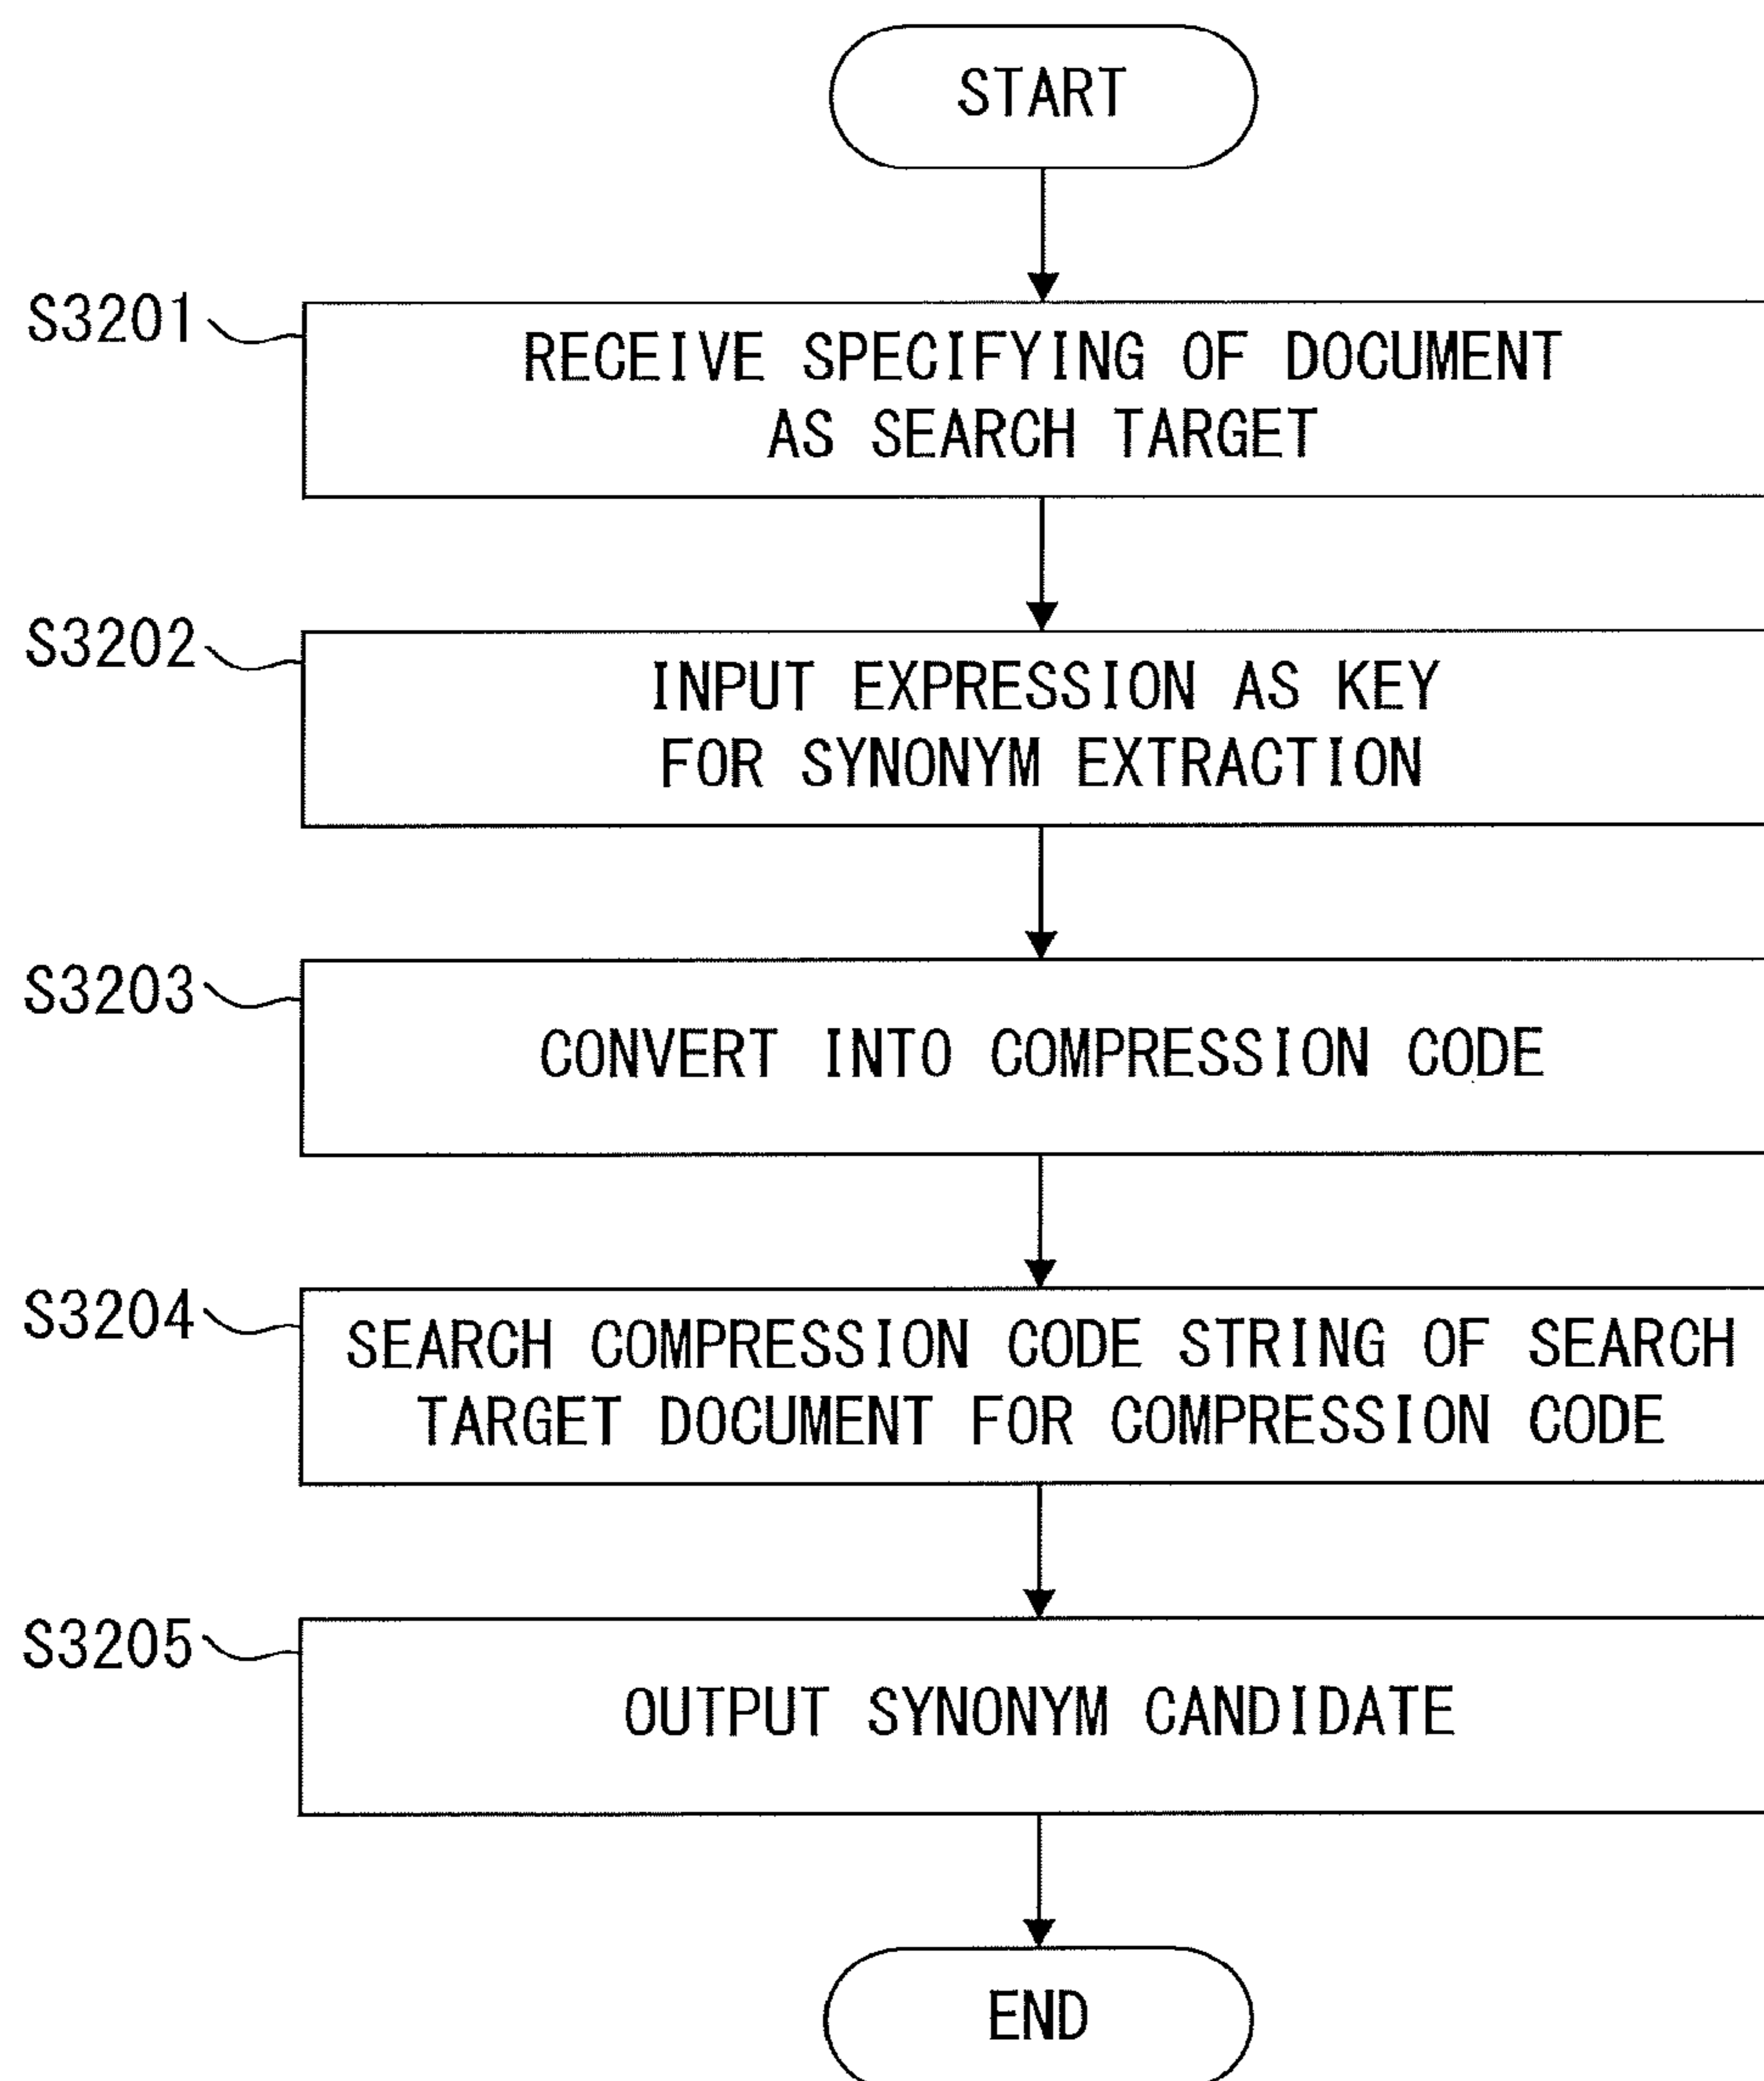 START
S3201
RECEIVE SPECIFYING OF DOCUMENT
AS SEARCH TARGET
S3202
INPUT EXPRESSION AS KEY
FOR SYNONYM EXTRACTION
S3203
CONVERT INTO COMPRESSION CODE
S3204
SEARCH COMPRESSION CODE STRING OF SEARCH
TARGET DOCUMENT FOR COMPRESSION CODE
S3205
OUTPUT SYNONYM CANDIDATE
END